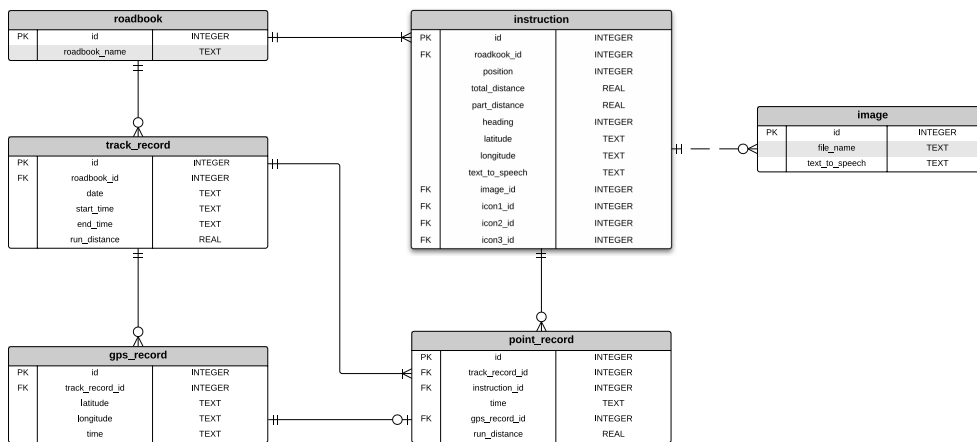 roadbook
PK id INTEGER
roadbook_name TEXT
instruction
PK id INTEGER
FK roadkook_id INTEGER
position INTEGER
total_distance REAL
part_distance REAL
heading INTEGER
latitude TEXT
longitude TEXT
text_to_speech TEXT
FK image_id INTEGER
FK icon1_id INTEGER
FK icon2_id INTEGER
FK icon3_id INTEGER
image
PK id INTEGER
file_name TEXT
text_to_speech TEXT
track_record
PK id INTEGER
FK roadbook_id INTEGER
date TEXT
start_time TEXT
end_time TEXT
run_distance REAL
gps_record
PK id INTEGER
FK track_record_id INTEGER
latitude TEXT
longitude TEXT
time TEXT
point_record
PK id INTEGER
FK track_record_id INTEGER
FK instruction_id INTEGER
time TEXT
FK gps_record_id INTEGER
run_distance REAL